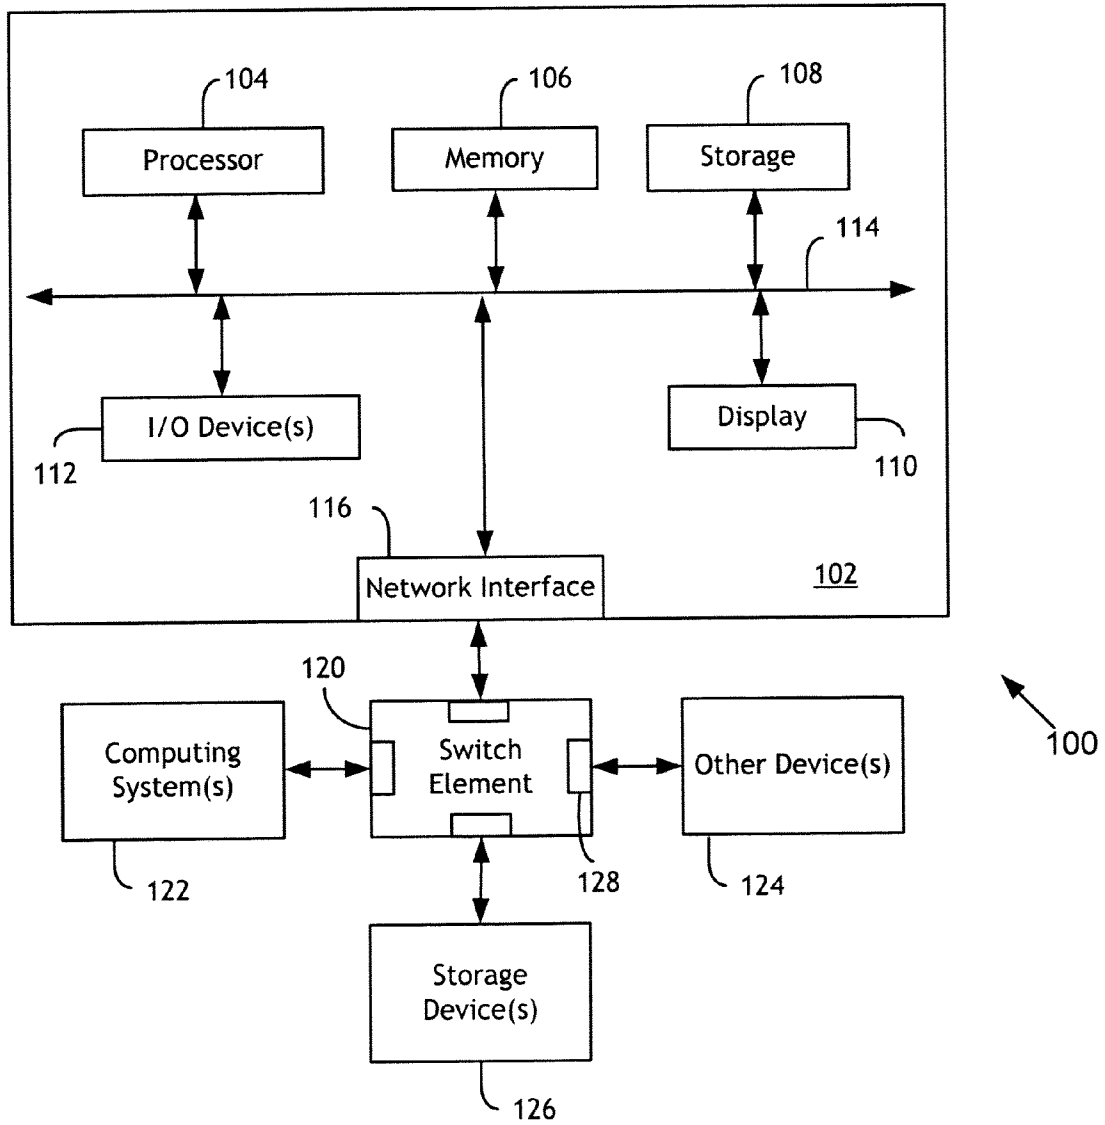 104
106
108
Processor
Memory
Storage
114
I/O Device(s)
Display
112
110
116
Network Interface
102
120
100
Computing
System(s)
Switch
Element
Other Device(s)
122
128
124
Storage
Device(s)
126